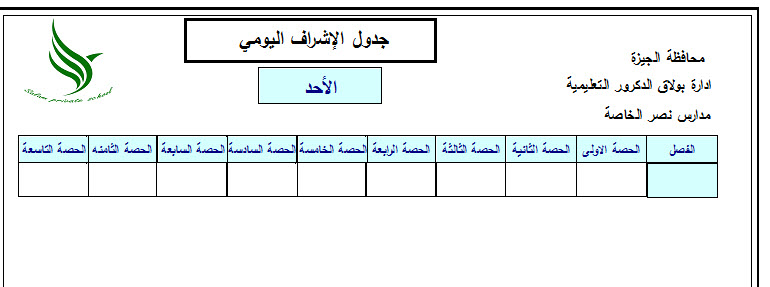 جدول الإشراف اليومي
الأحد
محافظة الجيزة
ادارة بولاق الدكرور التعليمية
مدارس نصر الخاصة
Salam private school
الفصل الحصة الاولى الحصة الثانية الحصة الثالثة الحصة الرابعة الحصة الخامسة الحصة السادسة الحصة السابعة الحصة الثامنه الحصة التاسعة